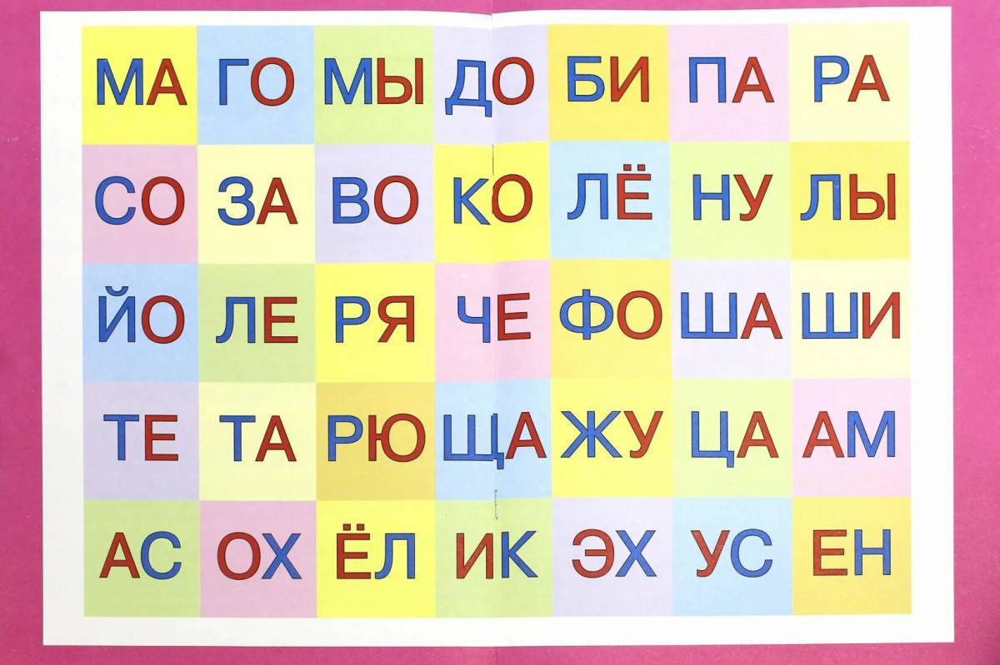 МА ГО МЫ ДО БИ ПА РА
СО ЗА ВО КО ЛЁ НУ ЛЫ
ЙО ЛЕ РЯ ЧЕ ФО ША ШИ
ТЕ ТА РЮ ЩА ЖУ ЦА АМ
АС ОХ ЁЛ ИК ЭХ УС ЕН